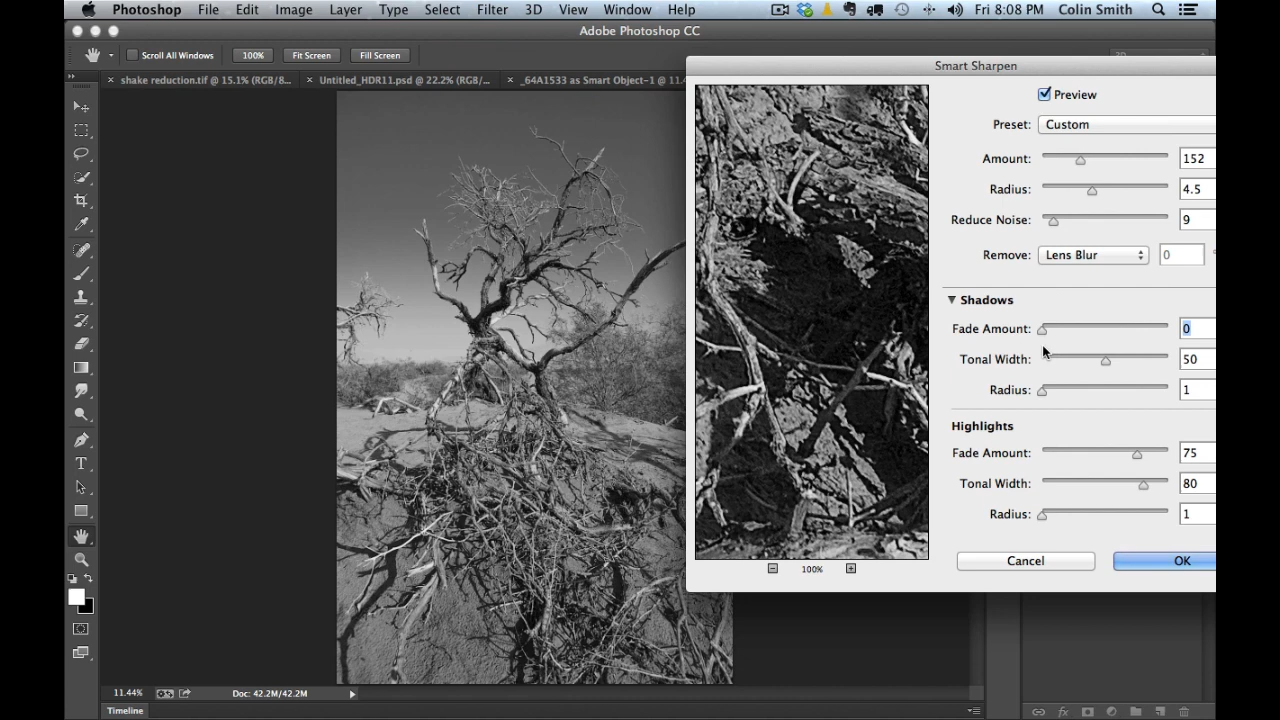 Photoshop File Edit Image Layer Type Select Filter 3D View Window Help Fri 8:08 PM Colin Smith
Adobe Photoshop CC
Scroll All Windows 100% Fit Screen Fill Screen
× shake reduction.tif @ 15.1% (RGB/8... × Untitled_HDR11.psd @ 22.2% (RGB/... × _64A1533 as Smart Object-1 @ 11.4
Smart Sharpen
Preview
Preset: Custom
Amount: 152
Radius: 4.5
Reduce Noise: 9
Remove: Lens Blur 0
Shadows
Fade Amount: 0
Tonal Width: 50
Radius: 1
Highlights
Fade Amount: 75
Tonal Width: 80
Radius: 1
Cancel OK
100%
11.44% Doc: 42.2M/42.2M
Timeline